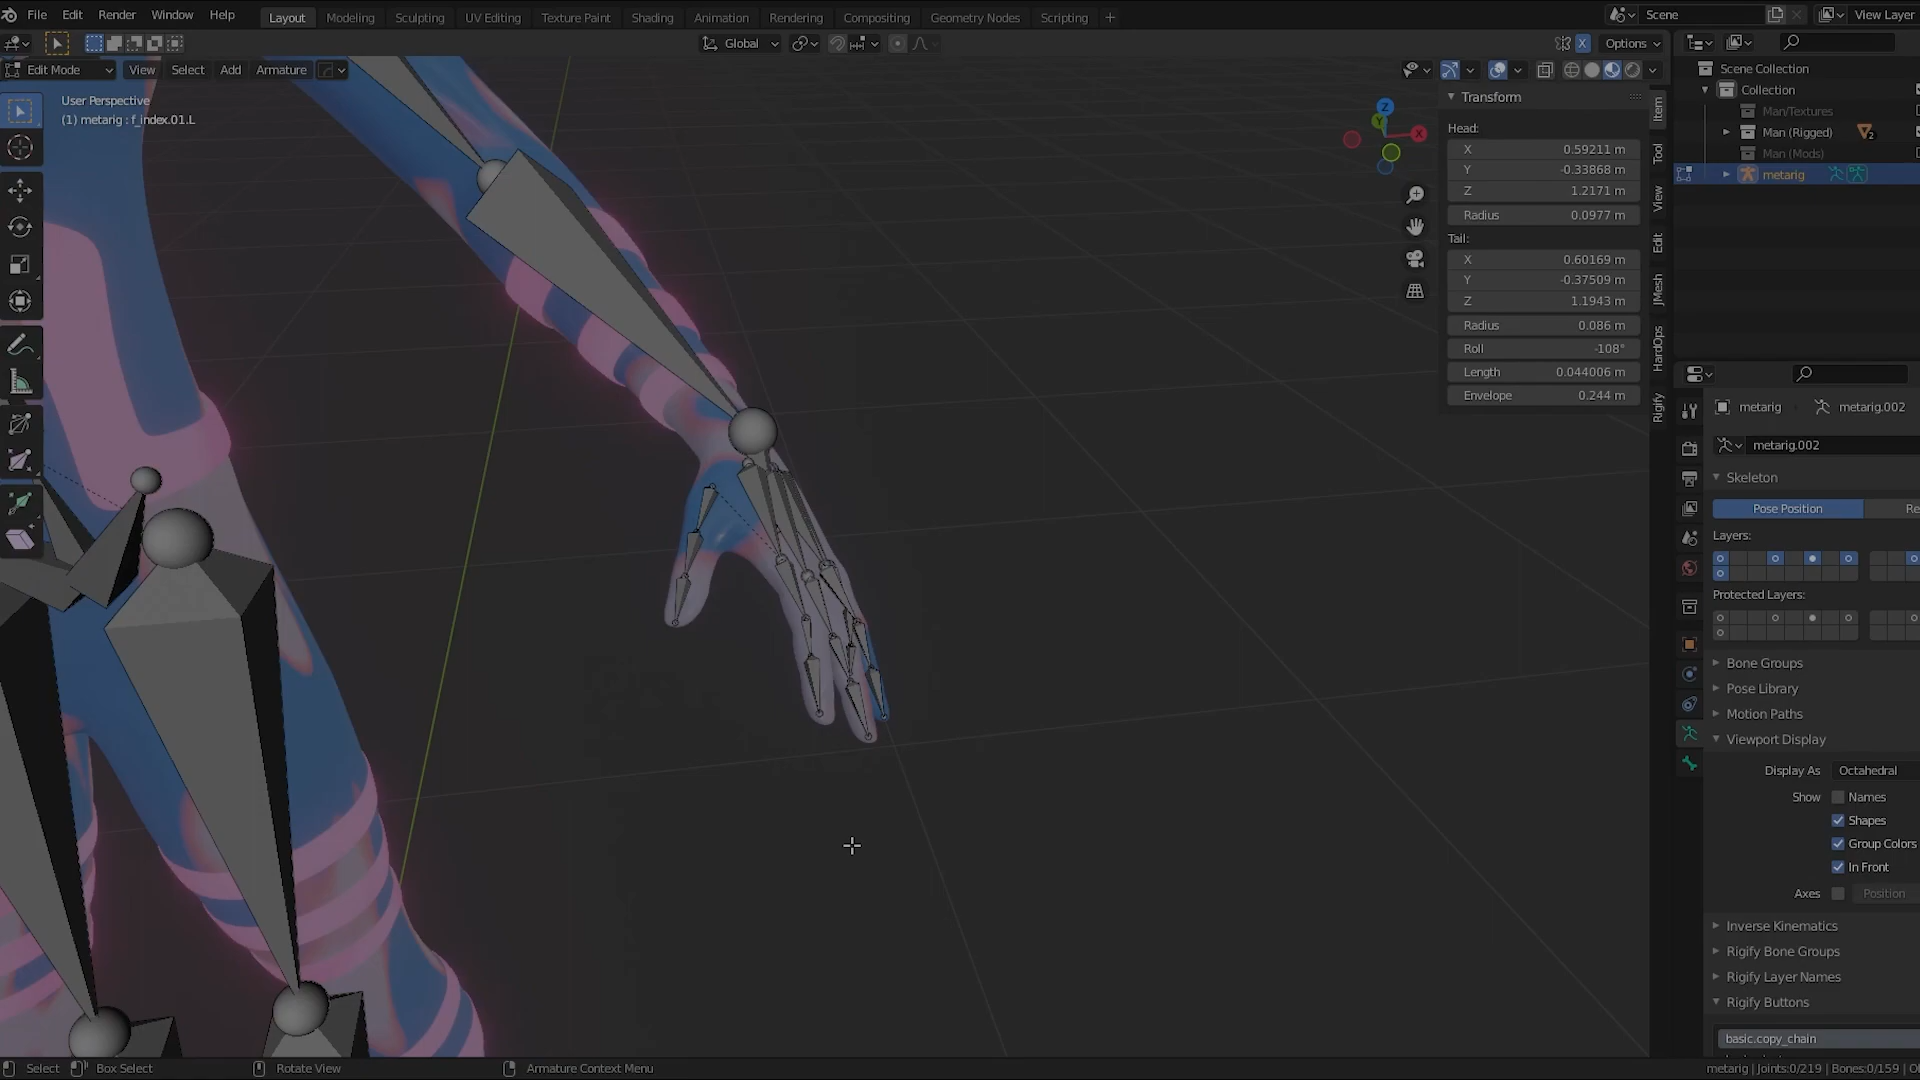 File Edit Render Window Help Layout Modeling Sculpting UV Editing Texture Paint Shading Animation Rendering Compositing Geometry Nodes Scripting + Scene View Layer
Global Options X
Edit Mode View Select Add Armature
User Perspective
(1) metarig : f_index.01.L
Z
Y
X
Transform
Head:
X 0.59211 m
Y -0.33868 m
Z 1.2171 m
Radius 0.0977 m
Tail:
X 0.60169 m
Y -0.37509 m
Z 1.1943 m
Radius 0.086 m
Roll -108°
Length 0.044006 m
Envelope 0.244 m
Item
Tool
View
Edit
JMesh
HardOps
Rigify
Scene Collection
Collection
Man/Textures
Man (Rigged) 2
Man (Mods)
metarig
metarig metarig.002
metarig.002
Skeleton
Pose Position Re
Layers:
Protected Layers:
Bone Groups
Pose Library
Motion Paths
Viewport Display
Display As Octahedral
Show Names
Shapes
Group Colors
In Front
Axes Position
Inverse Kinematics
Rigify Bone Groups
Rigify Layer Names
Rigify Buttons
basic.copy_chain
Select Box Select Rotate View Armature Context Menu metarig | Joints:0/219 | Bones:0/159 | O